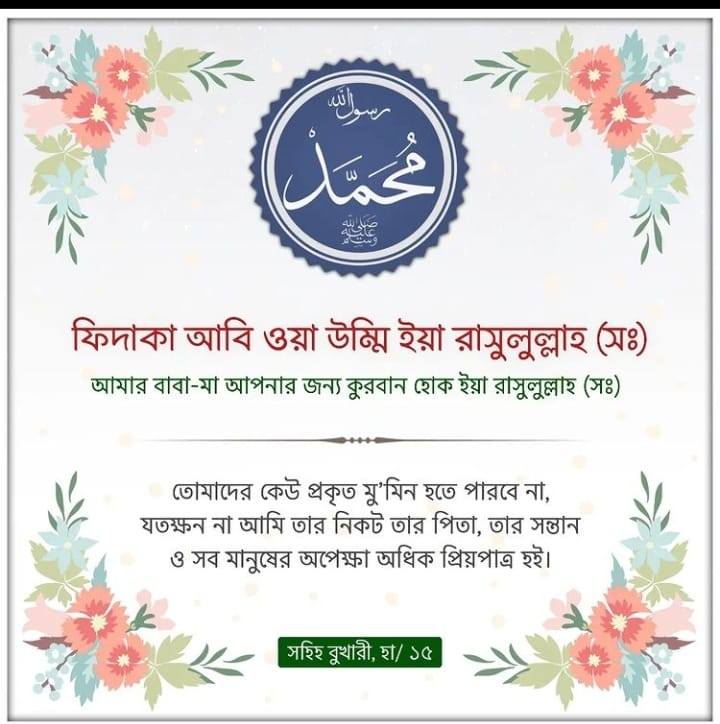 رسول الله
محمد
صلى الله عليه وسلم
ফিদাকা আবি ওয়া উম্মি ইয়া রাসুলুল্লাহ (সঃ)
আমার বাবা-মা আপনার জন্য কুরবান হোক ইয়া রাসুলুল্লাহ (সঃ)
তোমাদের কেউ প্রকৃত মু'মিন হতে পারবে না,
যতক্ষন না আমি তার নিকট তার পিতা, তার সন্তান
ও সব মানুষের অপেক্ষা অধিক প্রিয়পাত্র হই।
সহিহ বুখারী, হা/ ১৫